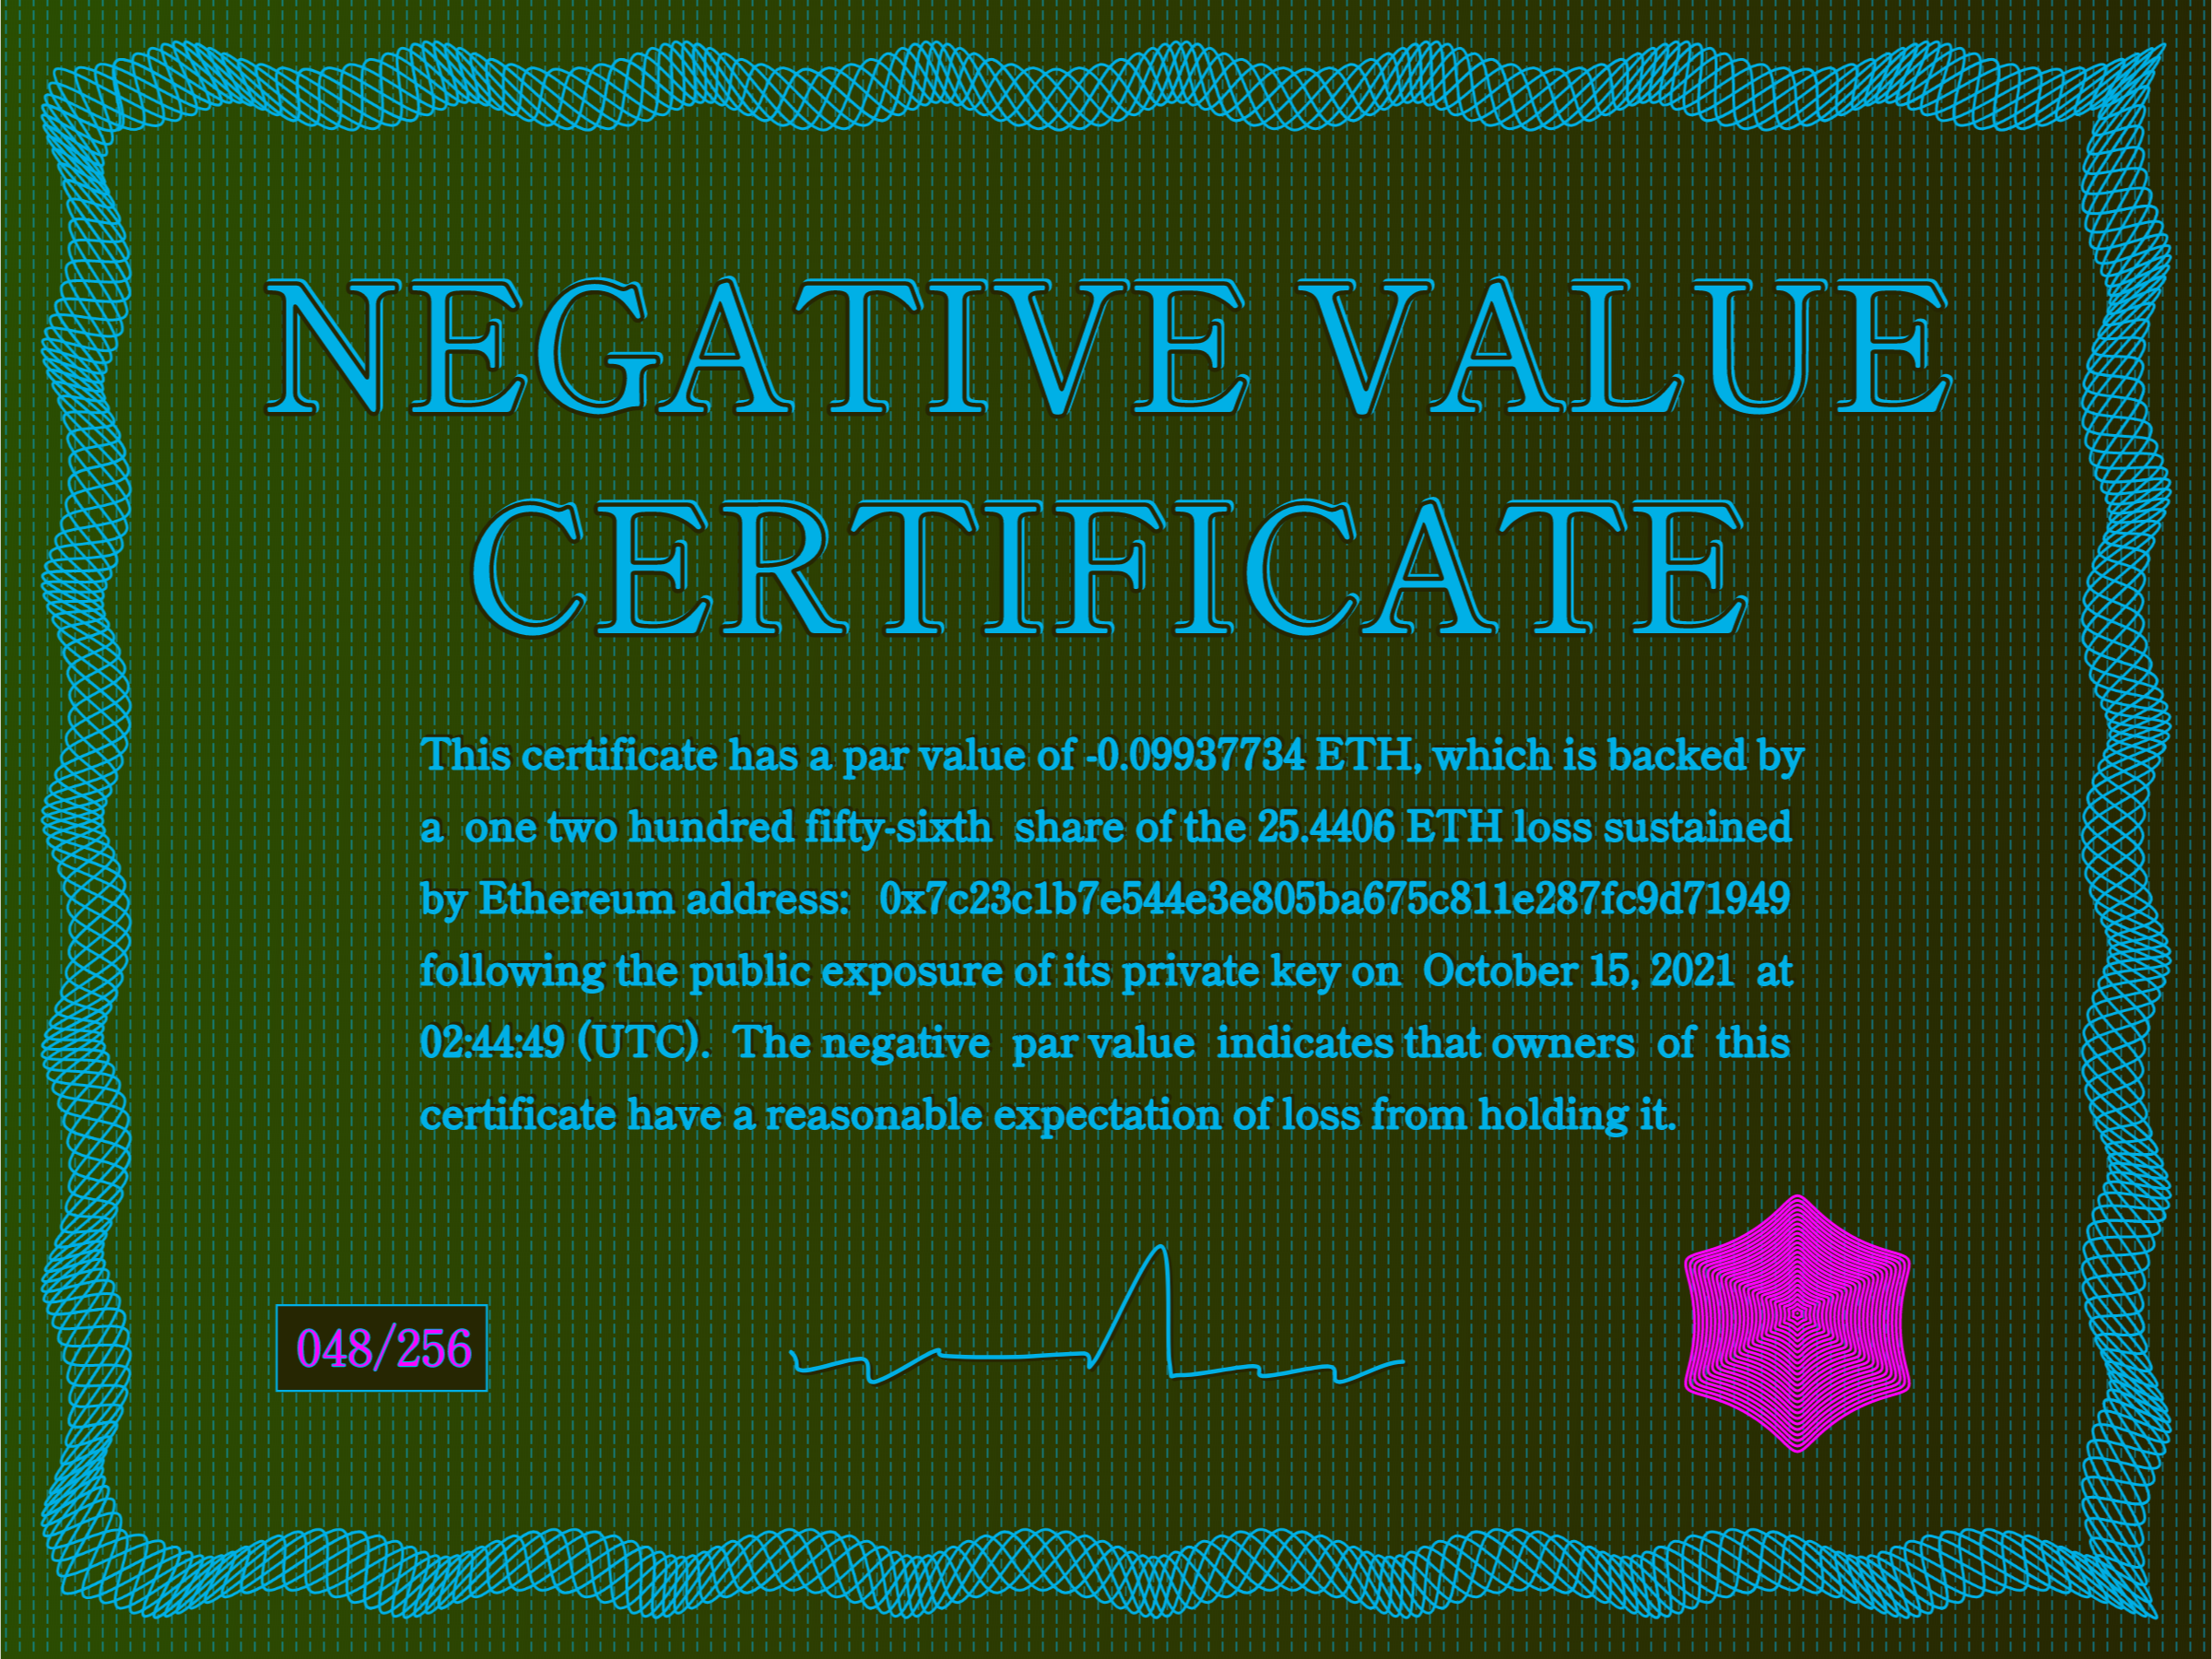 NEGATIVE VALUE
CERTIFICATE
This certificate has a par value of -0.09937734 ETH, which is backed by
a one two hundred fifty-sixth share of the 25.4406 ETH loss sustained
by Ethereum address: 0x7c23c1b7e544e3e805ba675c811e287fc9d71949
following the public exposure of its private key on October 15, 2021 at
02:44:49 (UTC). The negative par value indicates that owners of this
certificate have a reasonable expectation of loss from holding it.
048/256